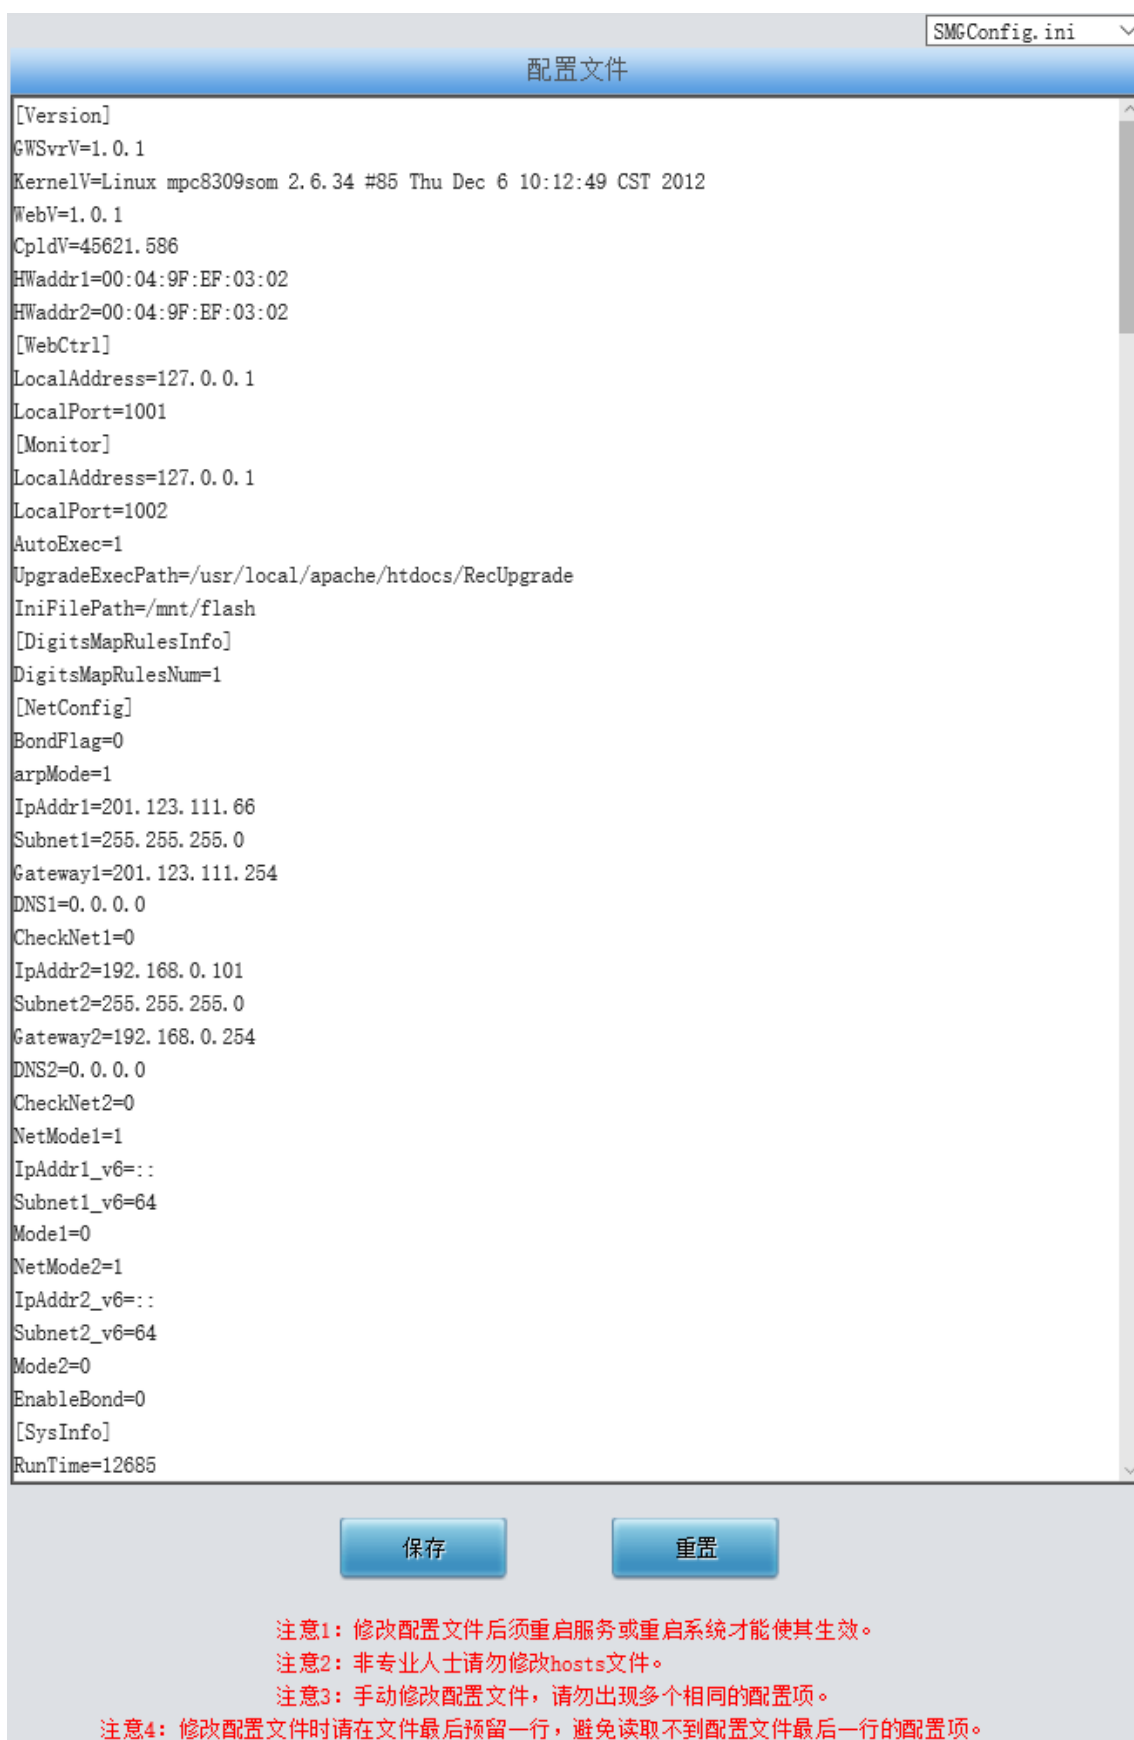 SMGConfig.ini
配置文件
[Version]
GWSvrV=1.0.1
KernelV=Linux mpc8309som 2.6.34 #85 Thu Dec 6 10:12:49 CST 2012
WebV=1.0.1
CpldV=45621.586
HWaddr1=00:04:9F:EF:03:02
HWaddr2=00:04:9F:EF:03:02
[WebCtrl]
LocalAddress=127.0.0.1
LocalPort=1001
[Monitor]
LocalAddress=127.0.0.1
LocalPort=1002
AutoExec=1
UpgradeExecPath=/usr/local/apache/htdocs/RecUpgrade
IniFilePath=/mnt/flash
[DigitsMapRulesInfo]
DigitsMapRulesNum=1
[NetConfig]
BondFlag=0
arpMode=1
IpAddr1=201.123.111.66
Subnet1=255.255.255.0
Gateway1=201.123.111.254
DNS1=0.0.0.0
CheckNet1=0
IpAddr2=192.168.0.101
Subnet2=255.255.255.0
Gateway2=192.168.0.254
DNS2=0.0.0.0
CheckNet2=0
NetMode1=1
IpAddr1_v6=::
Subnet1_v6=64
Mode1=0
NetMode2=1
IpAddr2_v6=::
Subnet2_v6=64
Mode2=0
EnableBond=0
[SysInfo]
RunTime=12685
保存 重置
注意1：修改配置文件后须重启服务或重启系统才能使其生效。
注意2：非专业人士请勿修改hosts文件。
注意3：手动修改配置文件，请勿出现多个相同的配置项。
注意4：修改配置文件时请在文件最后预留一行，避免读取不到配置文件最后一行的配置项。